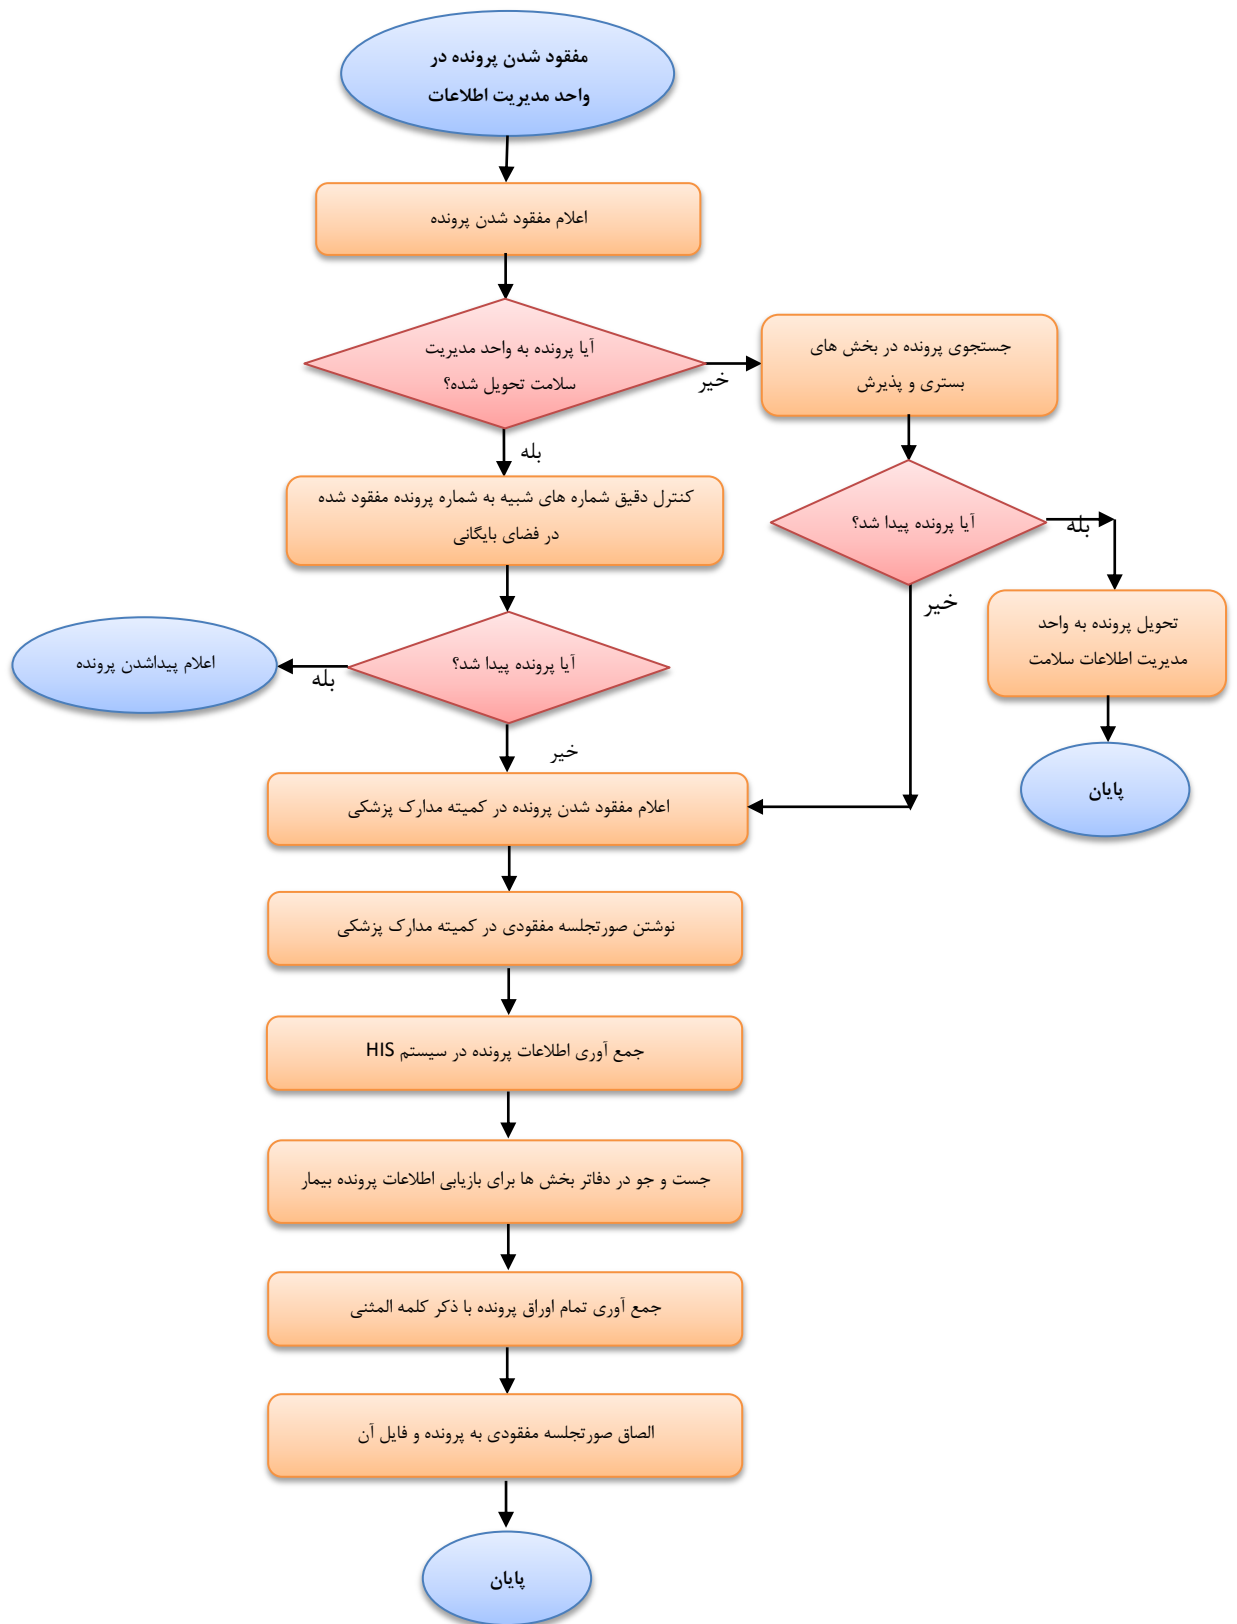 مفقود شدن پرونده در
واحد مدیریت اطلاعات
اعلام مفقود شدن پرونده
آیا پرونده به واحد مدیریت
سلامت تحویل شده؟
خیر
جستجوی پرونده در بخش های
بستری و پذیرش
بله
کنترل دقیق شماره های شبیه به شماره پرونده مفقود شده
در فضای بایگانی
آیا پرونده پیدا شد؟
بله
خیر
تحویل پرونده به واحد
مدیریت اطلاعات سلامت
پایان
آیا پرونده پیدا شد؟
بله
اعلام پیداشدن پرونده
خیر
اعلام مفقود شدن پرونده در کمیته مدارک پزشکی
نوشتن صورتجلسه مفقودی در کمیته مدارک پزشکی
جمع آوری اطلاعات پرونده در سیستم HIS
جست و جو در دفاتر بخش ها برای بازیابی اطلاعات پرونده بیمار
جمع آوری تمام اوراق پرونده با ذکر کلمه المثنی
الصاق صورتجلسه مفقودی به پرونده و فایل آن
پایان